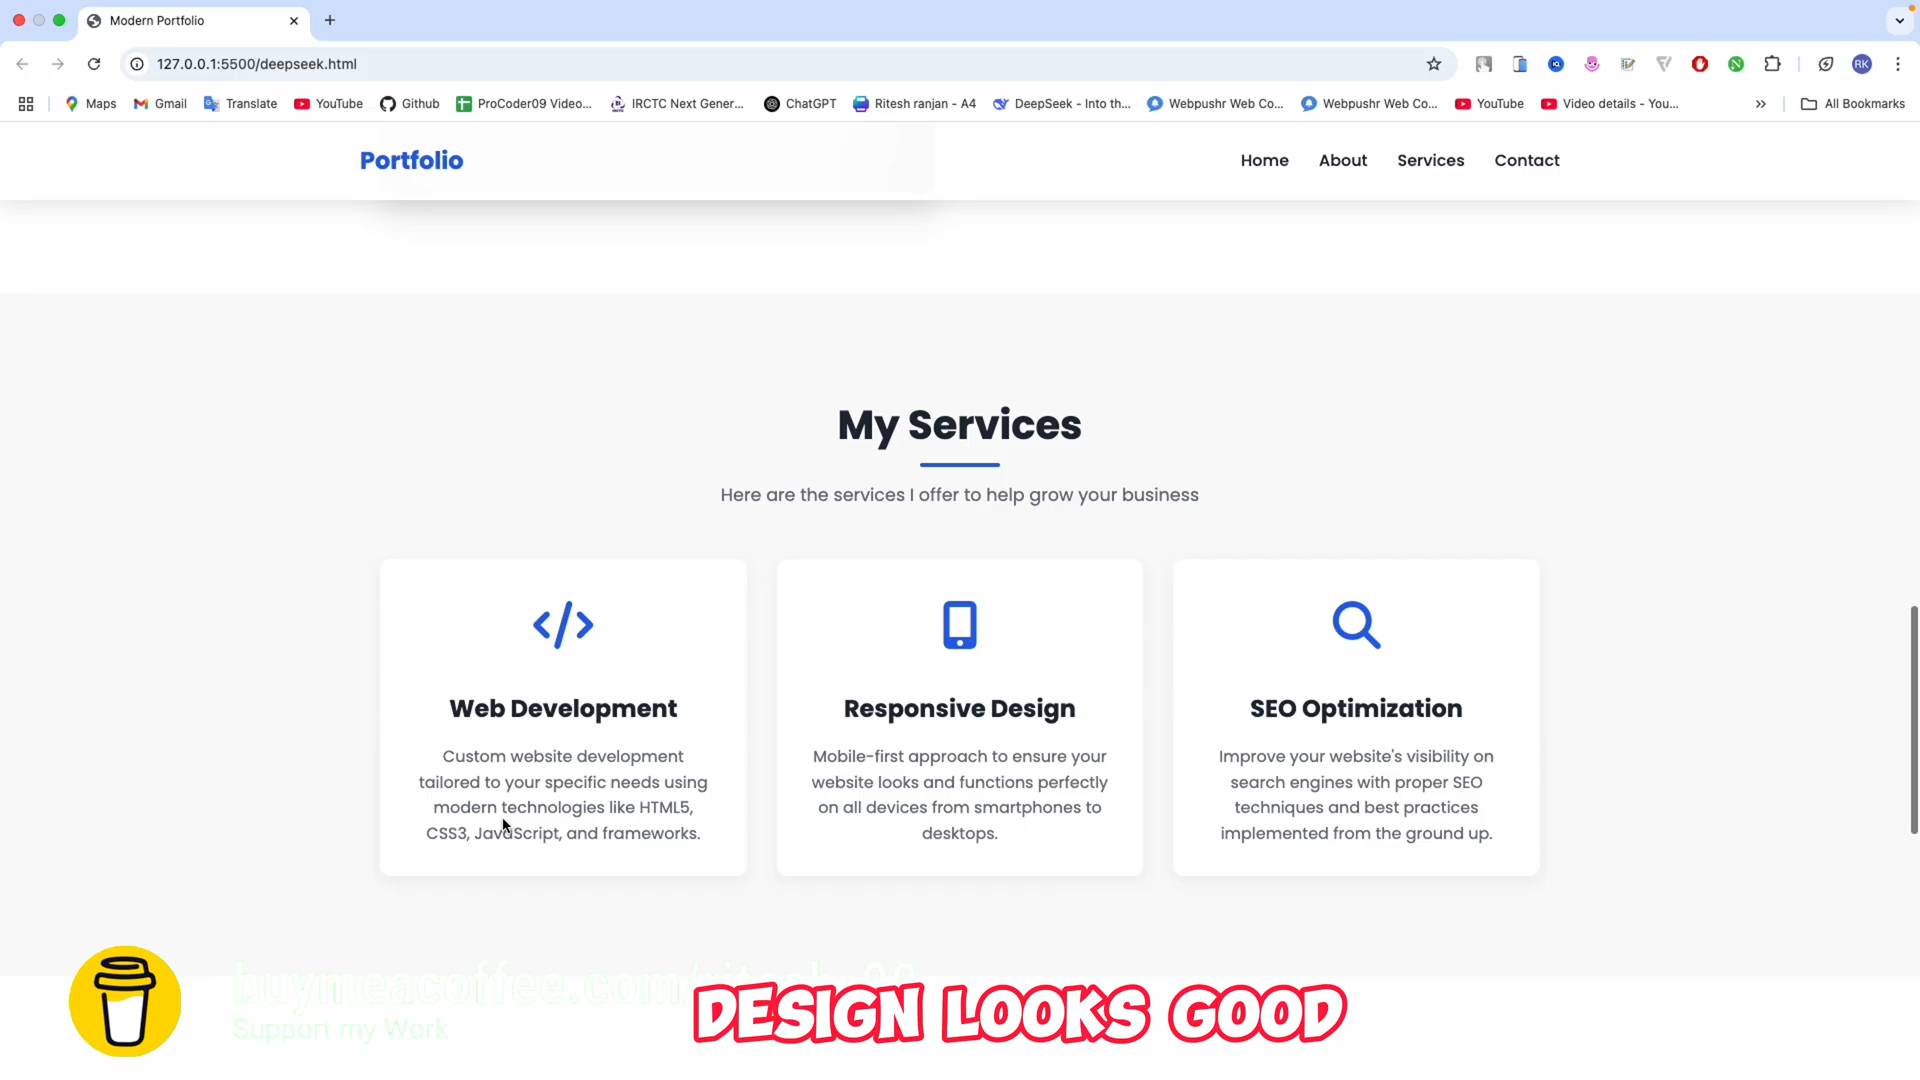 Modern Portfolio
127.0.0.1:5500/deepseek.html
RK
Maps
Gmail
Translate
YouTube
Github
ProCoder09 Video...
IRCTC Next Gener...
ChatGPT
Ritesh ranjan - A4
DeepSeek - Into th...
Webpushr Web Co...
Webpushr Web Co...
YouTube
Video details - You...
All Bookmarks
Portfolio
Home
About
Services
Contact
My Services
Here are the services I offer to help grow your business
Web Development
Custom website development
tailored to your specific needs using
modern technologies like HTML5,
CSS3, JavaScript, and frameworks.
Responsive Design
Mobile-first approach to ensure your
website looks and functions perfectly
on all devices from smartphones to
desktops.
SEO Optimization
Improve your website's visibility on
search engines with proper SEO
techniques and best practices
implemented from the ground up.
buymeacoffee.com/
Support my Work
DESIGN LOOKS GOOD